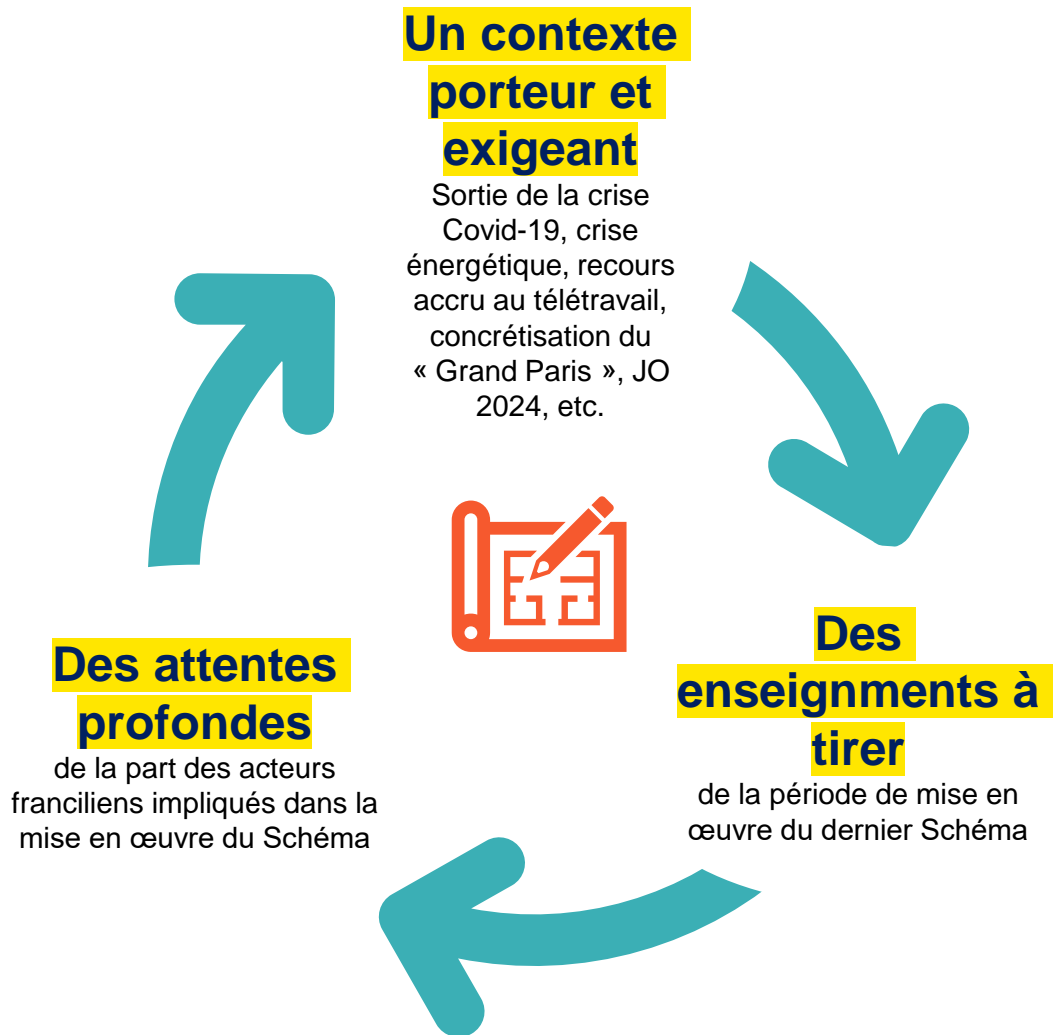 Un contexte
porteur et
exigeant
Sortie de la crise
Covid-19, crise
énergétique, recours
accru au télétravail,
concrétisation du
« Grand Paris », JO
2024, etc.
Des
enseignments à
tirer
de la période de mise en
œuvre du dernier Schéma
Des attentes
profondes
de la part des acteurs
franciliens impliqués dans la
mise en œuvre du Schéma